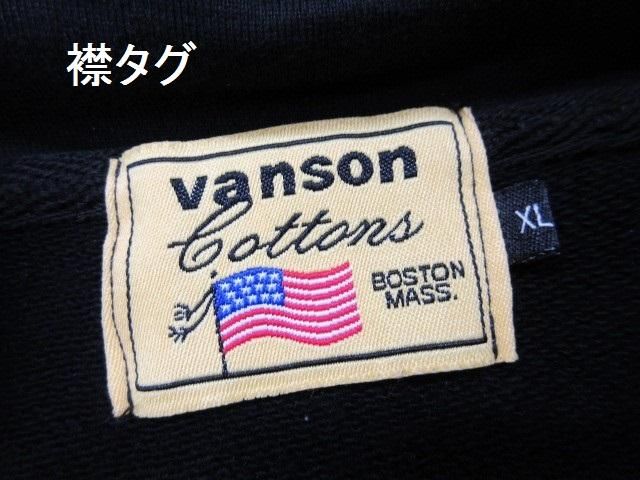 襟タグ
vanson
Cottons
BOSTON
MASS.
XL